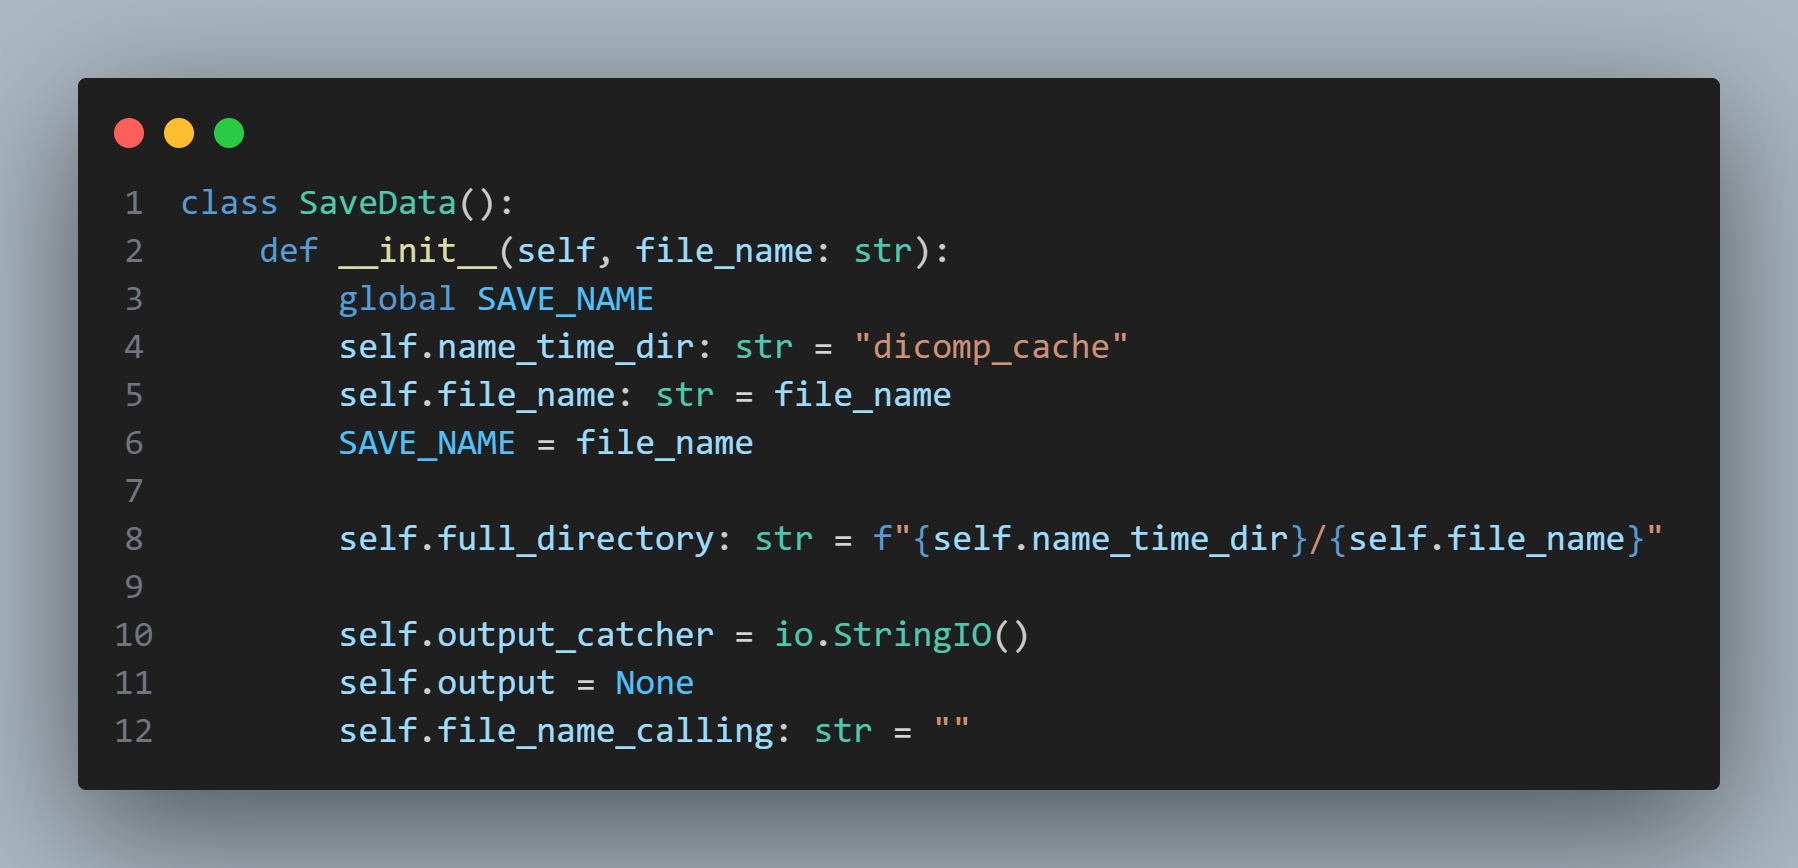 1 class SaveData():
2     def __init__(self, file_name: str):
3         global SAVE_NAME
4         self.name_time_dir: str = "dicomp_cache"
5         self.file_name: str = file_name
6         SAVE_NAME = file_name
7
8         self.full_directory: str = f"{self.name_time_dir}/{self.file_name}"
9
10         self.output_catcher = io.StringIO()
11         self.output = None
12         self.file_name_calling: str = ""